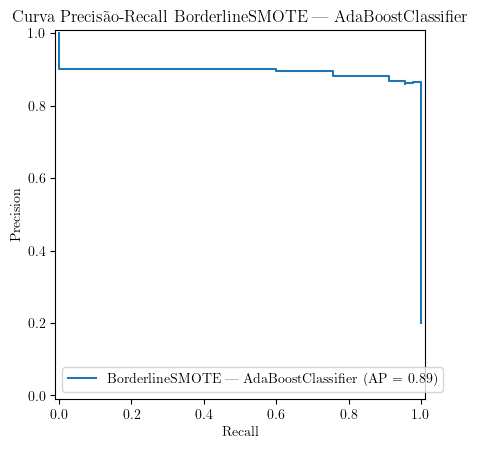 Curva Precisão-Recall BorderlineSMOTE — AdaBoostClassifier
1.0
0.8
0.6
0.4
0.2
0.0
Precision
BorderlineSMOTE — AdaBoostClassifier (AP = 0.89)
0.0 0.2 0.4 0.6 0.8 1.0
Recall